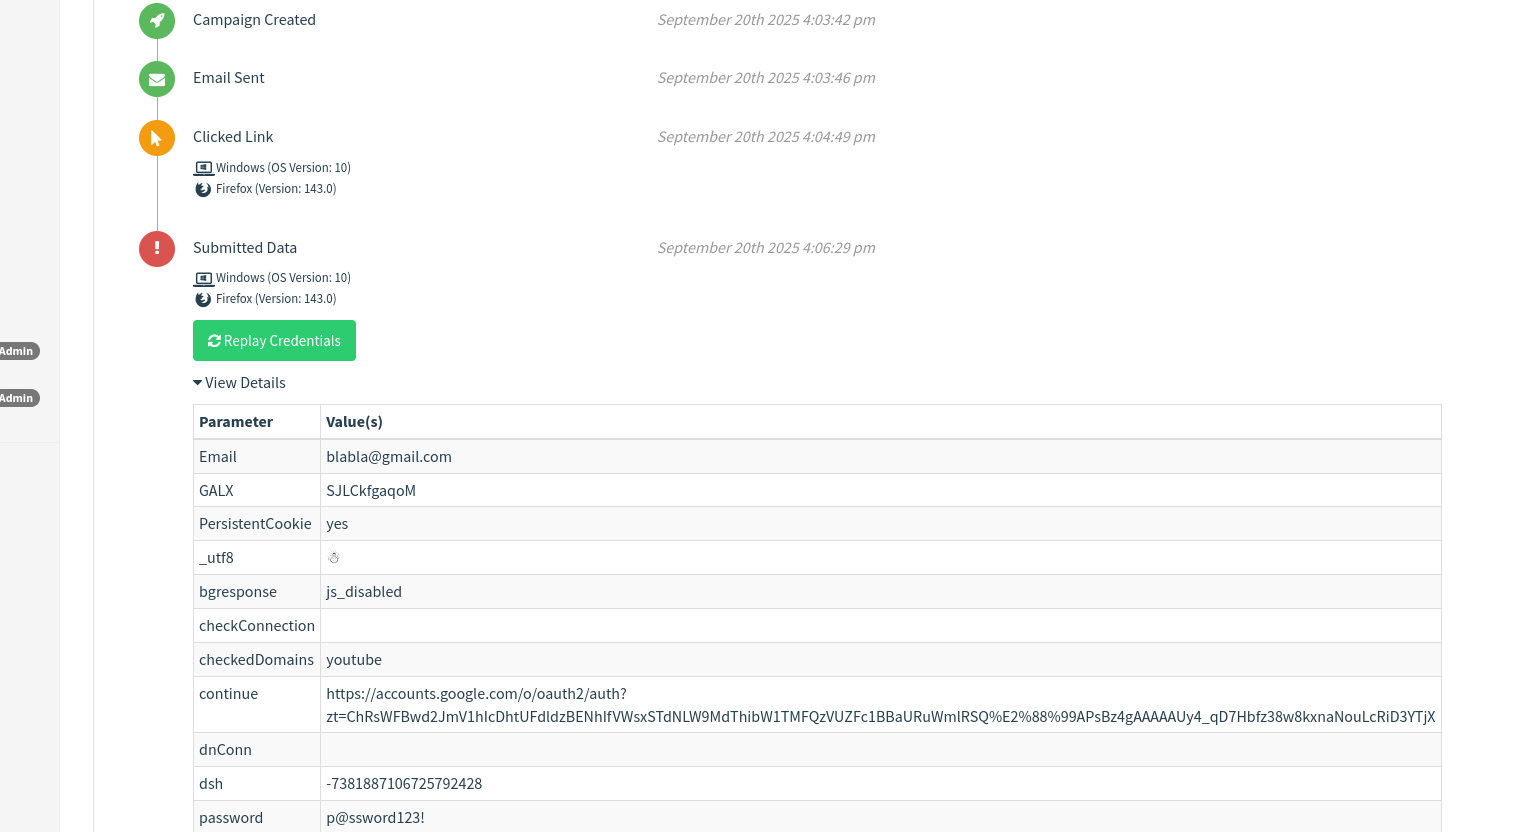 Campaign Created September 20th 2025 4:03:42 pm
Email Sent September 20th 2025 4:03:46 pm
Clicked Link September 20th 2025 4:04:49 pm
Windows (OS Version: 10)
Firefox (Version: 143.0)
Submitted Data September 20th 2025 4:06:29 pm
Windows (OS Version: 10)
Firefox (Version: 143.0)
Admin
Replay Credentials
View Details
Admin
Parameter Value(s)
Email blabla@gmail.com
GALX SJLCkfgaqoM
PersistentCookie yes
_utf8 ☃
bgresponse js_disabled
checkConnection
checkedDomains youtube
continue https://accounts.google.com/o/oauth2/auth?
zt=ChRsWFBwd2JmV1hIcDhtUFdldzBENhIfVWsxSTdNLW9MdThibW1TMFQzVUZFc1BBaURuWmlRSQ%E2%88%99APsBz4gAAAAAUy4_qD7Hbfz38w8kxnaNouLcRiD3YTjX
dnConn
dsh -7381887106725792428
password p@ssword123!